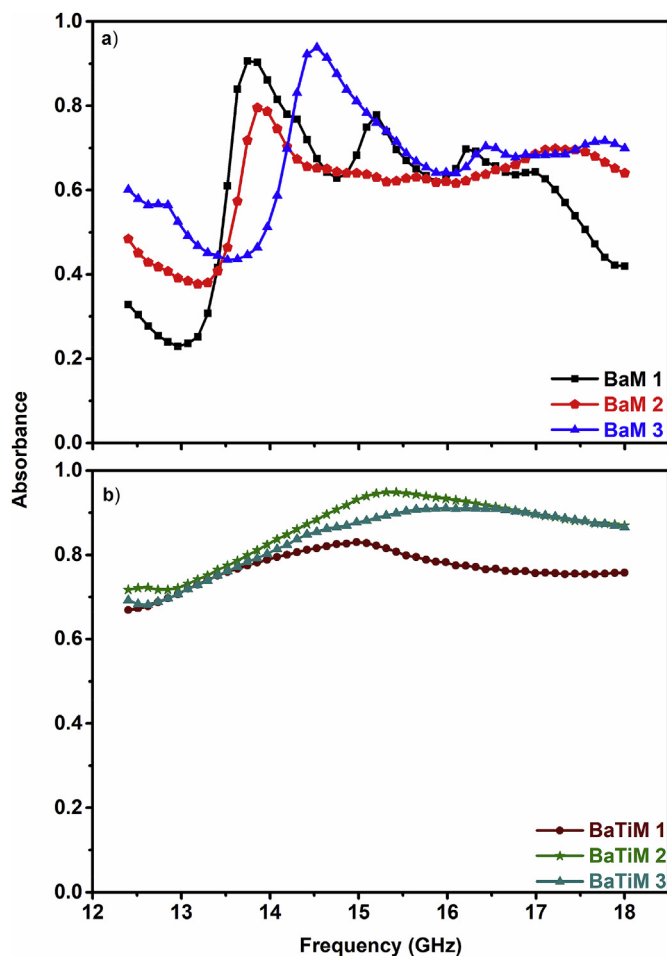 a)
1.0
0.8
0.6
0.4
0.2
0.0
BaM 1
BaM 2
BaM 3
Absorbance
b)
1.0
0.8
0.6
0.4
0.2
0.0
BaTiM 1
BaTiM 2
BaTiM 3
12 13 14 15 16 17 18
Frequency (GHz)